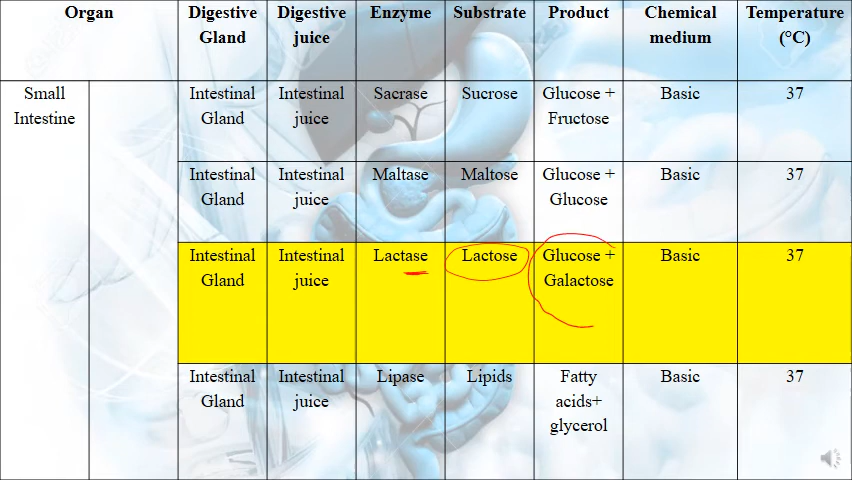 Organ
Digestive Gland
Digestive juice
Enzyme
Substrate
Product
Chemical medium
Temperature (°C)
Small Intestine
Intestinal Gland
Intestinal juice
Sacrase
Sucrose
Glucose + Fructose
Basic
37
Intestinal Gland
Intestinal juice
Maltase
Maltose
Glucose + Glucose
Basic
37
Intestinal Gland
Intestinal juice
Lactase
Lactose
Glucose + Galactose
Basic
37
Intestinal Gland
Intestinal juice
Lipase
Lipids
Fatty acids+ glycerol
Basic
37